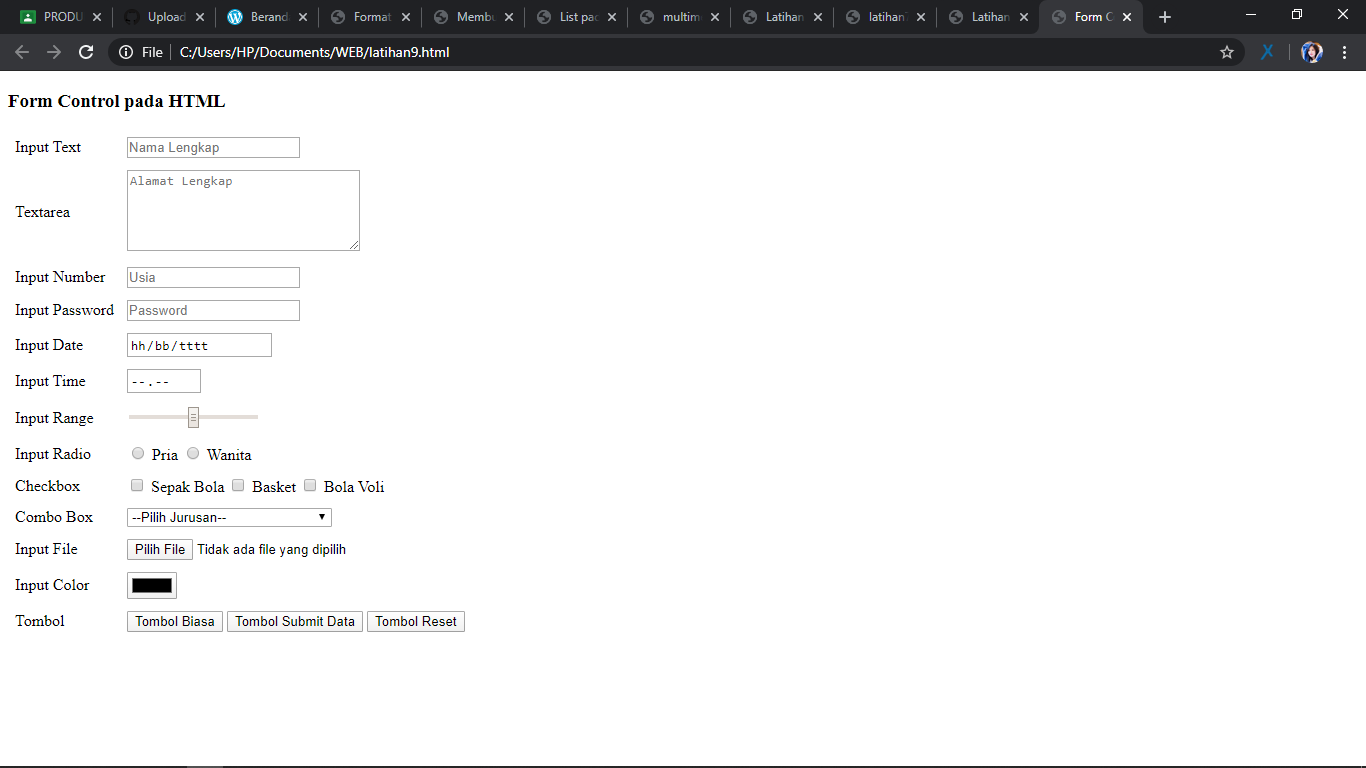 PRODU Upload Berand Format Membu List pad multim Latihan latihan Latihan Form C
File C:/Users/HP/Documents/WEB/latihan9.html
Form Control pada HTML
Input Text Nama Lengkap
Textarea Alamat Lengkap
Input Number Usia
Input Password Password
Input Date hh/bb/tttt
Input Time --.--
Input Range
Input Radio Pria Wanita
Checkbox Sepak Bola Basket Bola Voli
Combo Box --Pilih Jurusan--
Input File Pilih File Tidak ada file yang dipilih
Input Color
Tombol Tombol Biasa Tombol Submit Data Tombol Reset